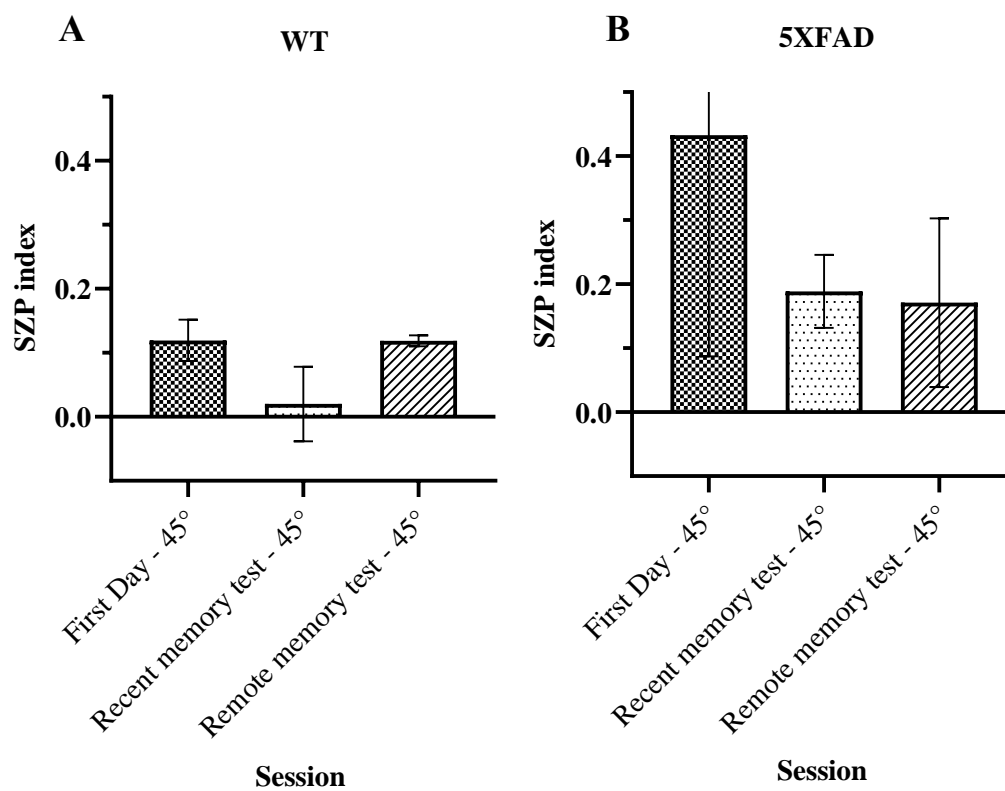 A
WT
SZP index
0.4
0.2
0.0
First Day - 45°
Recent memory test - 45°
Remote memory test - 45°
Session
B
5XFAD
SZP index
0.4
0.2
0.0
First Day - 45°
Recent memory test - 45°
Remote memory test - 45°
Session